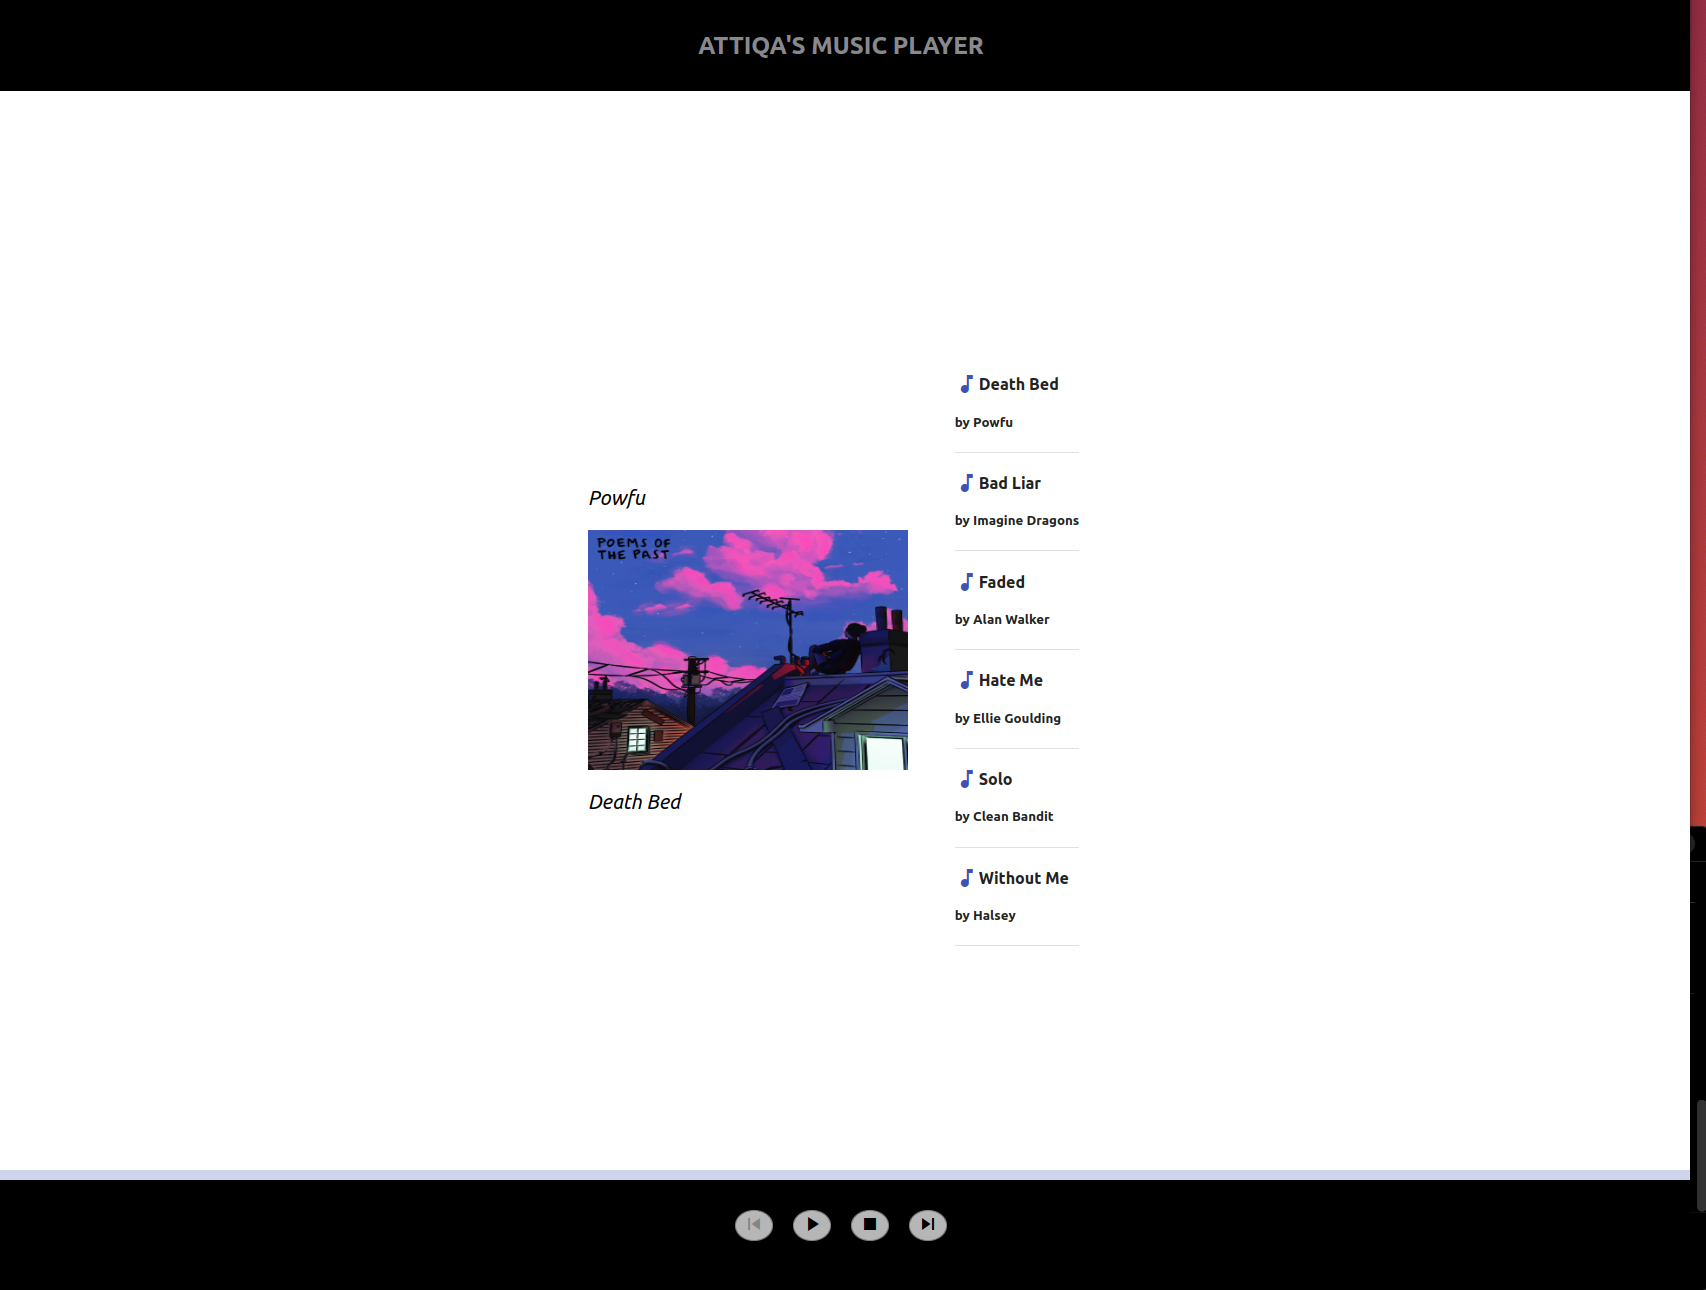 ATTIQA'S MUSIC PLAYER
Powfu
POEMS OF
THE PAST
Death Bed
Death Bed
by Powfu
Bad Liar
by Imagine Dragons
Faded
by Alan Walker
Hate Me
by Ellie Goulding
Solo
by Clean Bandit
Without Me
by Halsey